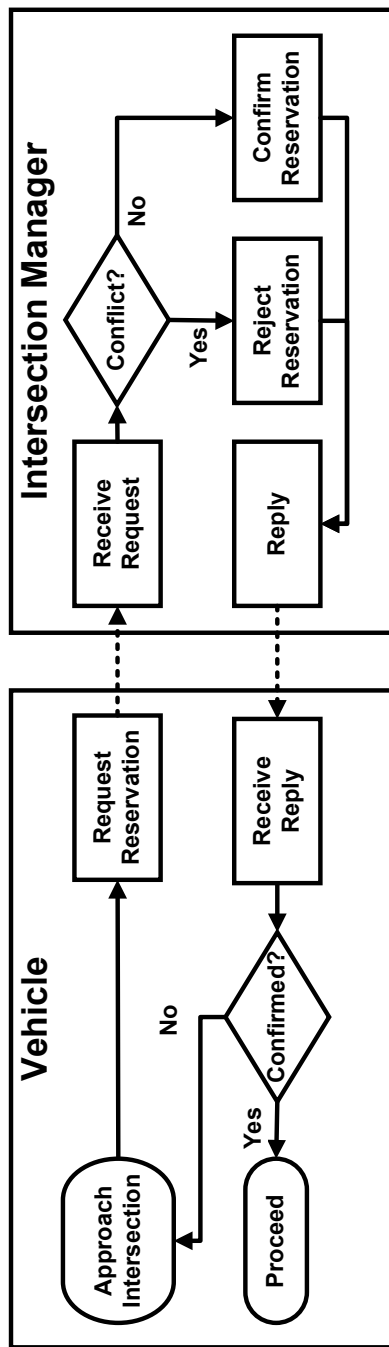 Vehicle
Approach
Intersection
Request
Reservation
No
Yes
Confirmed?
Receive
Reply
Proceed
Intersection Manager
Receive
Request
Conflict?
No
Yes
Reply
Reject
Reservation
Confirm
Reservation